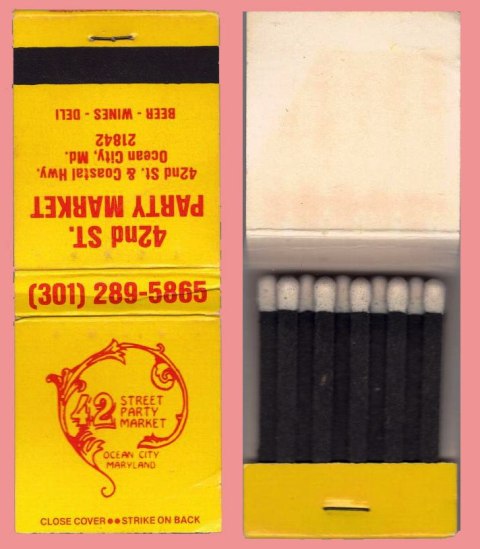 42nd ST.
PARTY MARKET
42nd St. & Coastal Hwy.
Ocean City, Md.
21842
BEER - WINES - DELI
(301) 289-5865
42 STREET
PARTY
MARKET
OCEAN CITY
MARYLAND
CLOSE COVER ●● STRIKE ON BACK